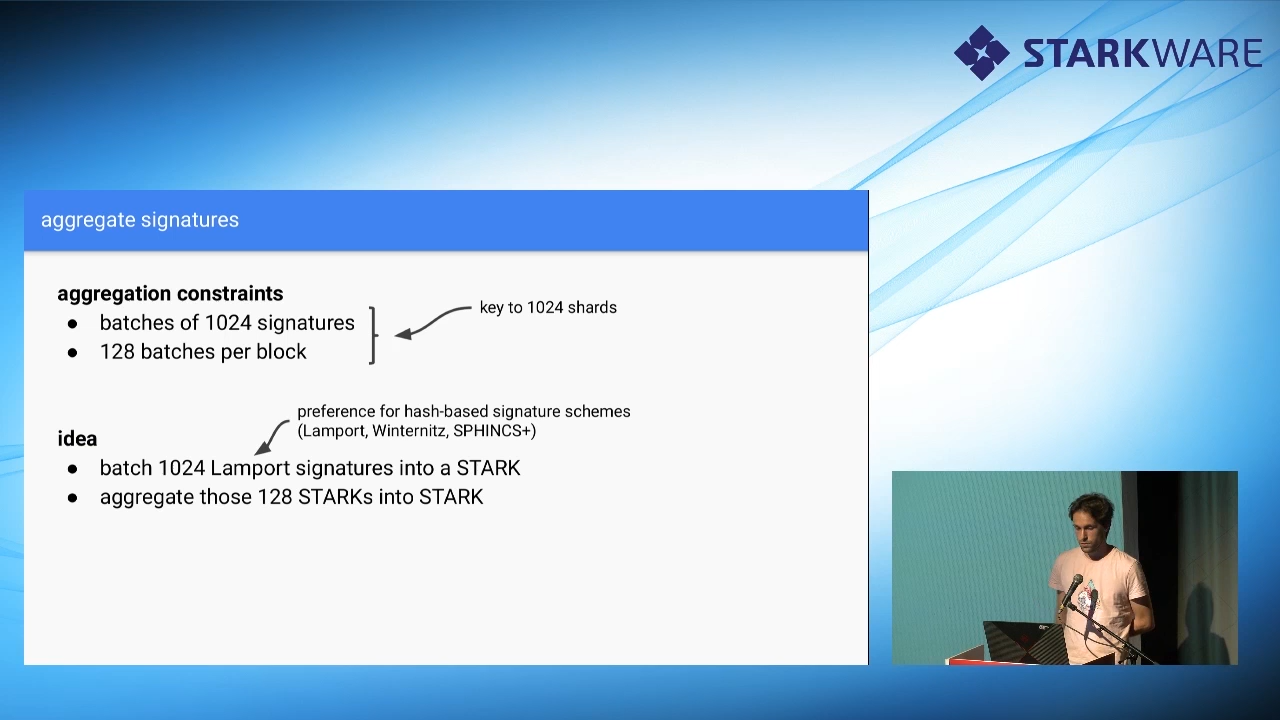 STARKWARE
aggregate signatures
aggregation constraints
● batches of 1024 signatures
● 128 batches per block
key to 1024 shards
preference for hash-based signature schemes
(Lamport, Winternitz, SPHINCS+)
idea
● batch 1024 Lamport signatures into a STARK
● aggregate those 128 STARKs into STARK